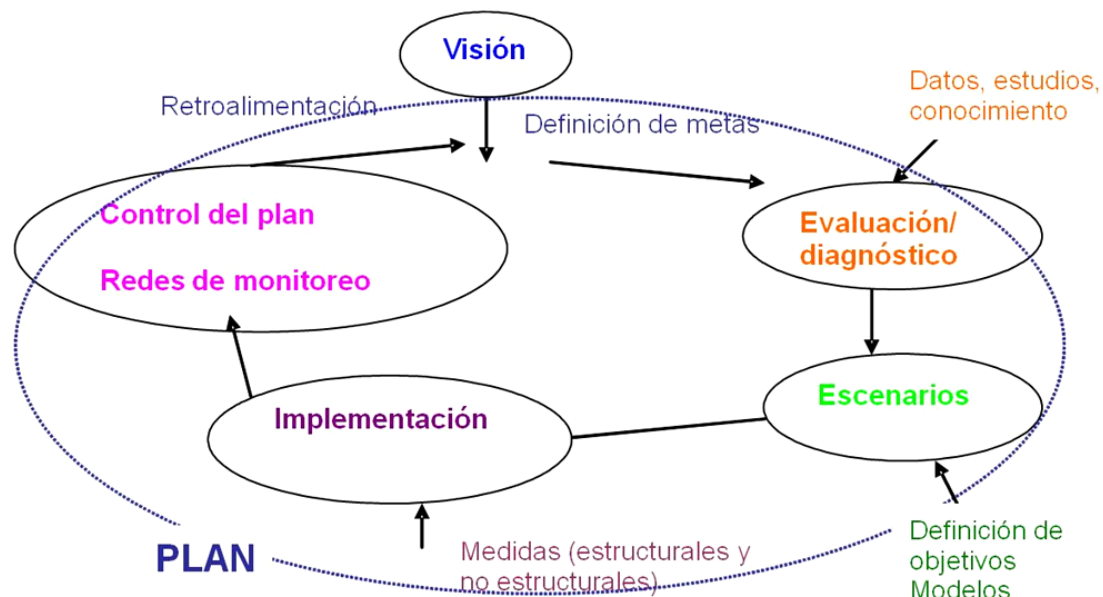 Visión
Retroalimentación
Definición de metas
Datos, estudios,
conocimiento
Control del plan
Redes de monitoreo
Evaluación/
diagnóstico
Escenarios
Implementación
PLAN
Medidas (estructurales y
no estructurales)
Definición de
objetivos
Modelos